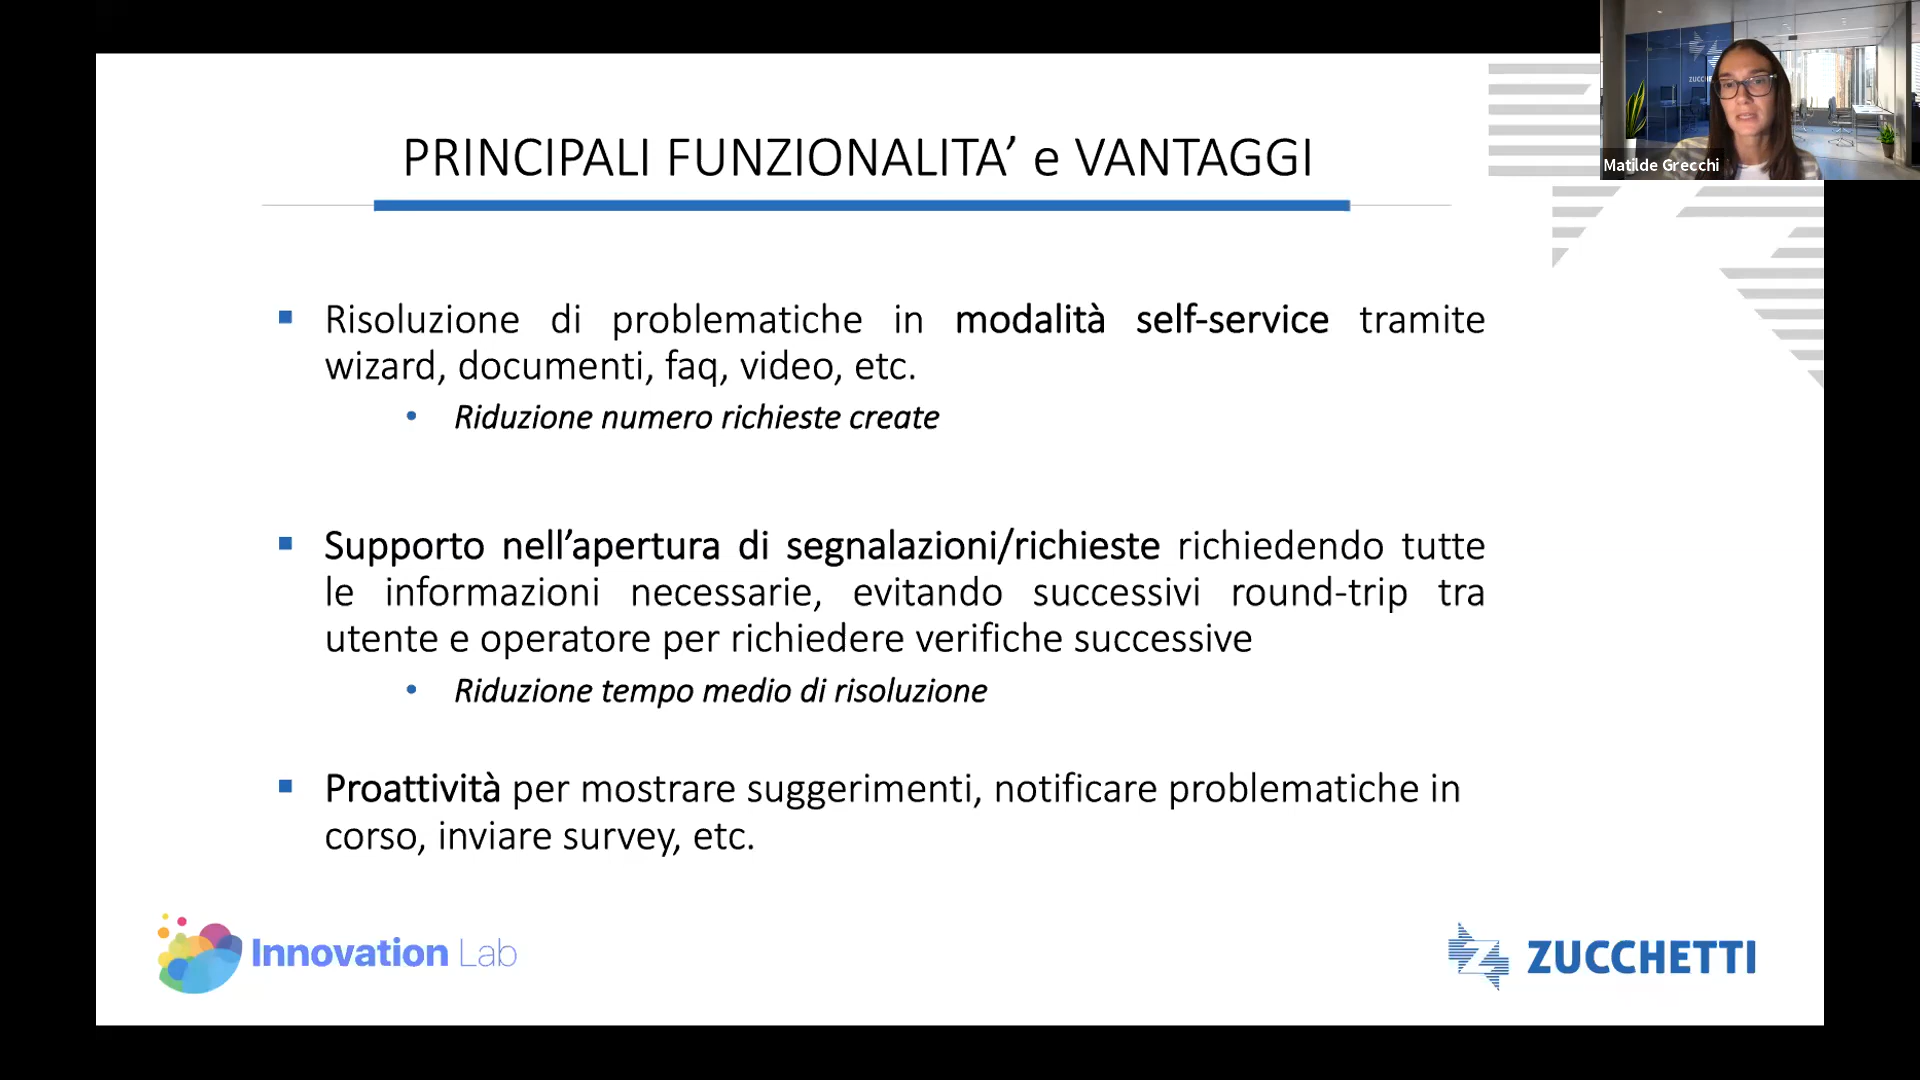 PRINCIPALI FUNZIONALITA’ e VANTAGGI
Matilde Grecchi
Risoluzione di problematiche in modalità self-service tramite
wizard, documenti, faq, video, etc.
Riduzione numero richieste create
Supporto nell’apertura di segnalazioni/richieste richiedendo tutte
le informazioni necessarie, evitando successivi round-trip tra
utente e operatore per richiedere verifiche successive
Riduzione tempo medio di risoluzione
Proattività per mostrare suggerimenti, notificare problematiche in
corso, inviare survey, etc.
Innovation Lab
ZUCCHETTI